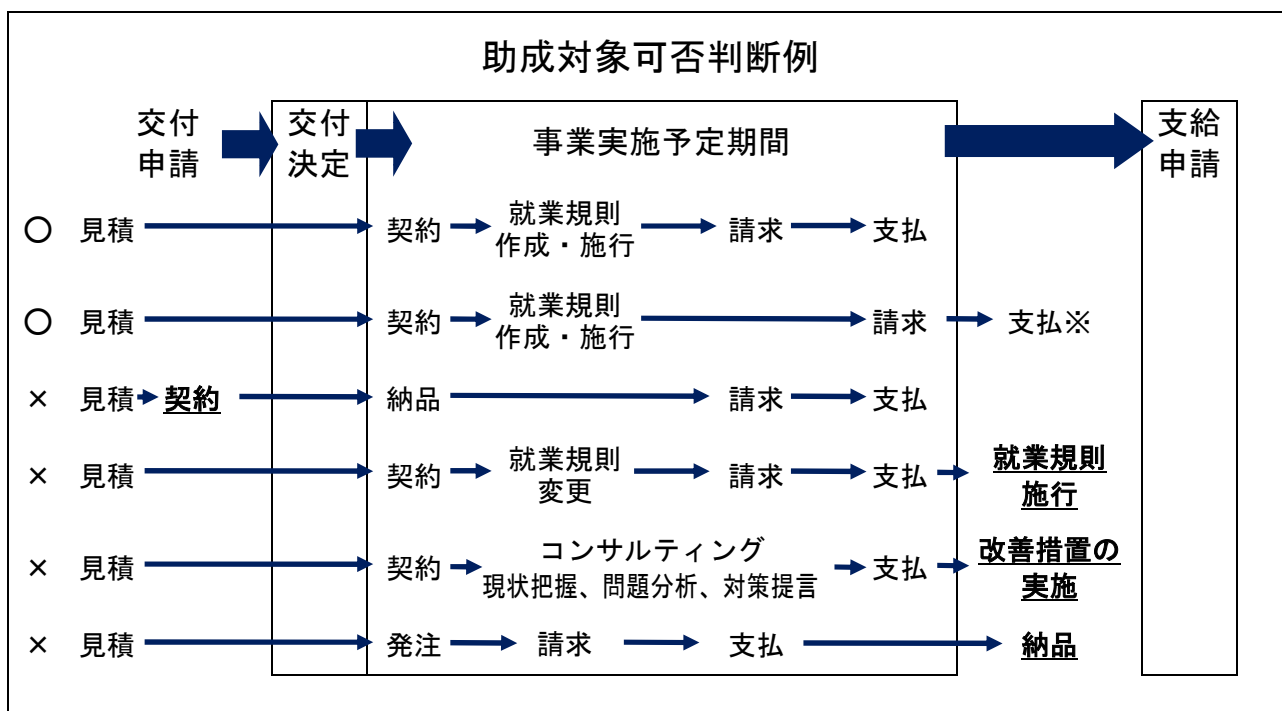 助成対象可否判断例
交付申請 交付決定 事業実施予定期間 支給申請
○ 見積 契約 就業規則作成・施行 請求 支払
○ 見積 契約 就業規則作成・施行 請求 支払※
× 見積 契約 納品 請求 支払
× 見積 契約 就業規則変更 請求 支払 就業規則施行
× 見積 契約 コンサルティング 現状把握、問題分析、対策提言 支払 改善措置の実施
× 見積 発注 請求 支払 納品